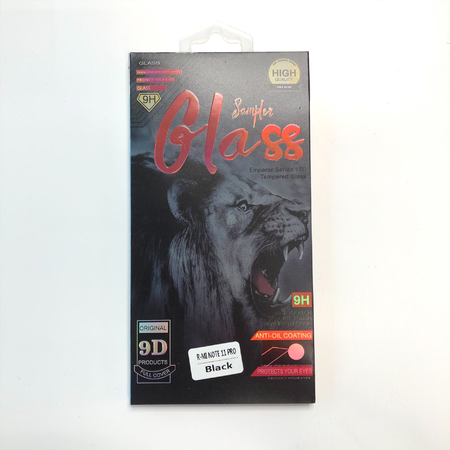 GLASS
GLASS
9H
HIGH
QUALITY
Sampler
Glass
Emperor Series
Tempered Glass
9H
ORIGINAL
9D
PRODUCTS
FULL COVER
R-MI NOTE 11 PRO
Black
ANTI-OIL COATING
PROTECTS YOUR EYES